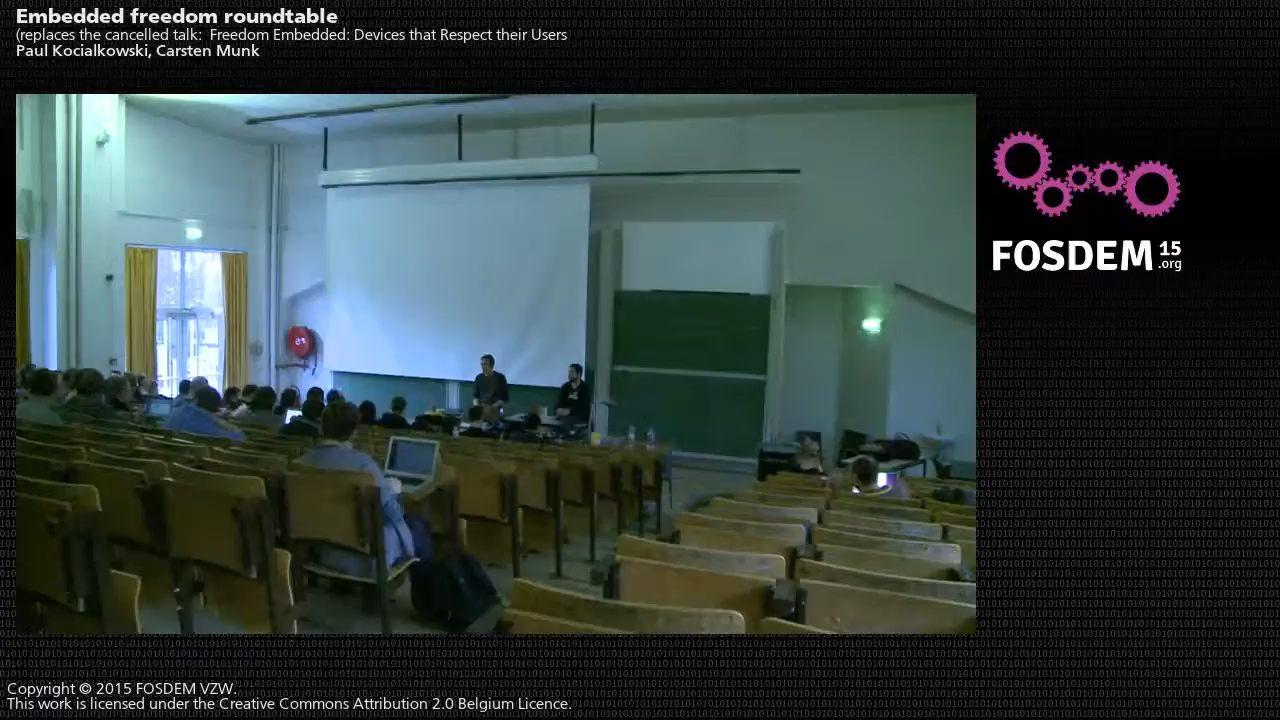 Embedded freedom roundtable
(replaces the cancelled talk:  Freedom Embedded: Devices that Respect their Users
Paul Kocialkowski, Carsten Munk
FOSDEM 15
.org
Copyright © 2015 FOSDEM VZW.
This work is licensed under the Creative Commons Attribution 2.0 Belgium Licence.